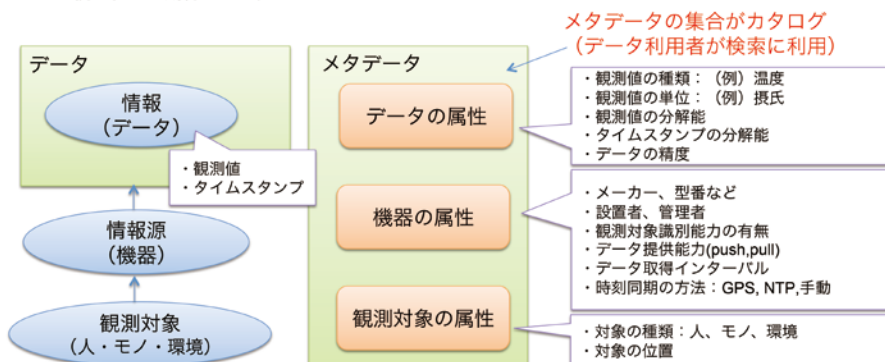 メタデータの集合がカタログ
（データ利用者が検索に利用）
データ
情報
（データ）
・観測値
・タイムスタンプ
情報源
（機器）
観測対象
（人・モノ・環境）
メタデータ
データの属性
機器の属性
観測対象の属性
・観測値の種類：（例）温度
・観測値の単位：（例）摂氏
・観測値の分解能
・タイムスタンプの分解能
・データの精度
・メーカー、型番など
・設置者、管理者
・観測対象識別能力の有無
・データ提供能力(push,pull)
・データ取得インターバル
・時刻同期の方法：GPS, NTP,手動
・対象の種類：人、モノ、環境
・対象の位置